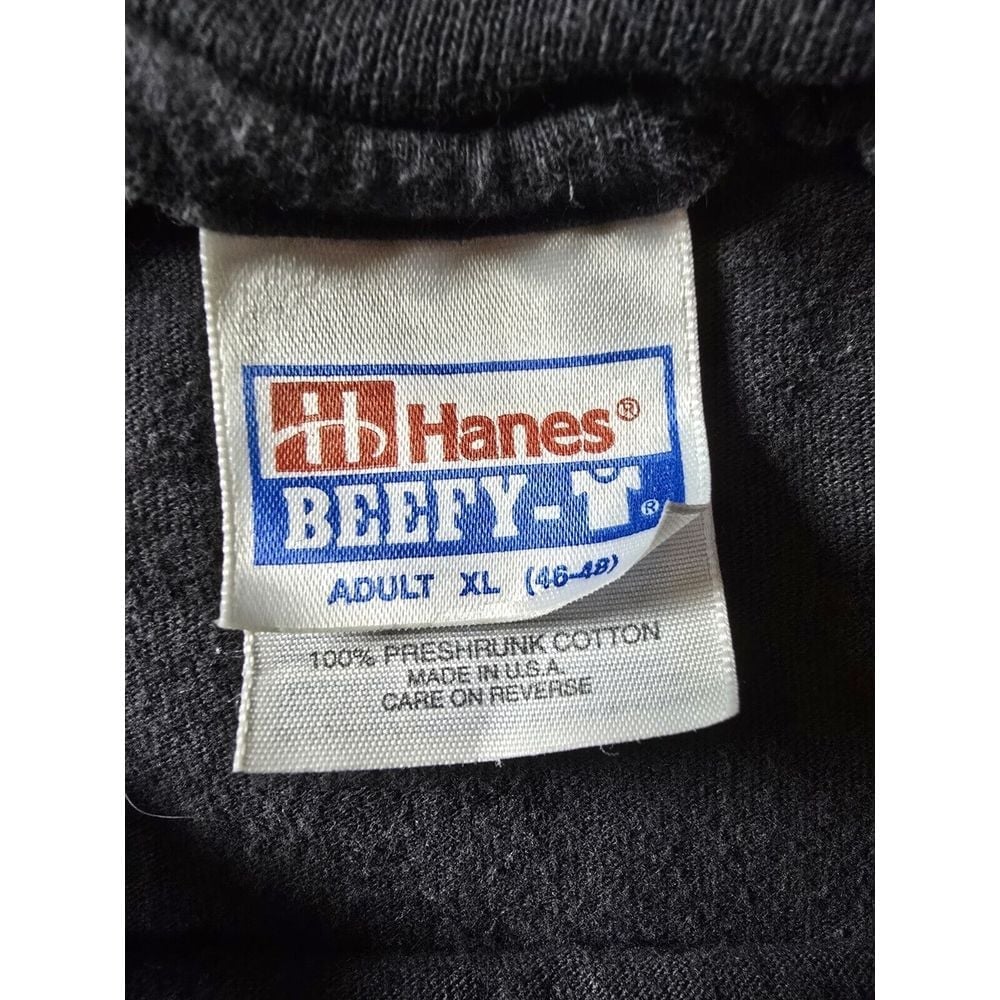 Hanes®
BEEFY-T®
ADULT XL (46-48)
100% PRESHRUNK COTTON
MADE IN U.S.A.
CARE ON REVERSE